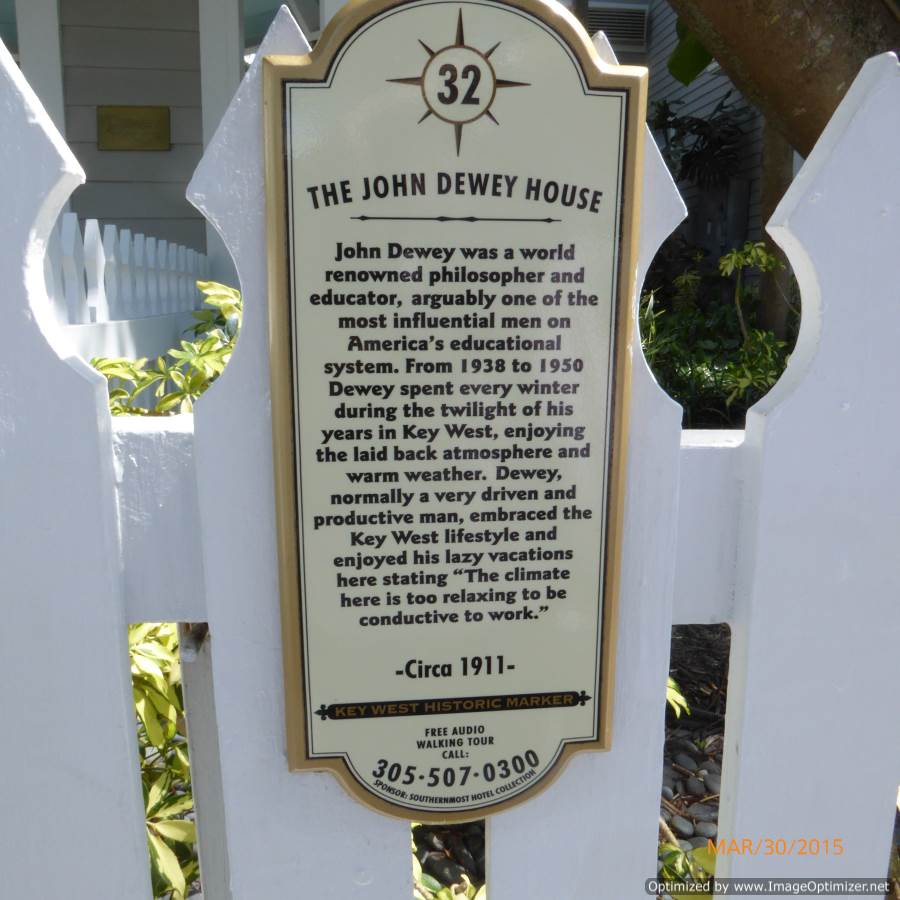 32
THE JOHN DEWEY HOUSE
John Dewey was a world
renowned philosopher and
educator, arguably one of the
most influential men on
America's educational
system. From 1938 to 1950
Dewey spent every winter
during the twilight of his
years in Key West, enjoying
the laid back atmosphere and
warm weather. Dewey,
normally a very driven and
productive man, embraced the
Key West lifestyle and
enjoyed his lazy vacations
here stating “The climate
here is too relaxing to be
conductive to work.”
-Circa 1911-
KEY WEST HISTORIC MARKER
FREE AUDIO
WALKING TOUR
CALL:
305·507·0300
SPONSOR: SOUTHERNMOST HOTEL COLLECTION
MAR/30/2015
Optimized by www.ImageOptimizer.net